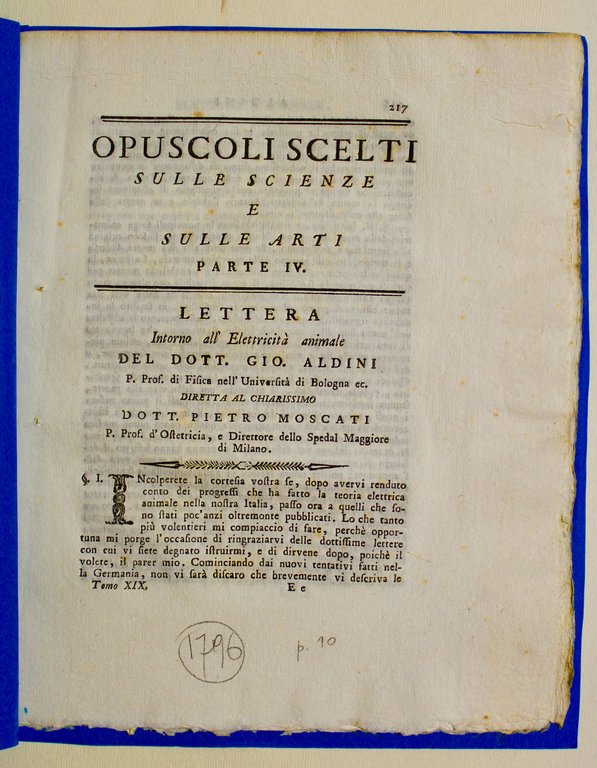 217
OPUSCOLI SCELTI
SULLE SCIENZE
E
SULLE ARTI
PARTE IV.
LETTERA
Intorno all' Elettricità animale
DEL DOTT. GIO. ALDINI
P. Prof. di Fisica nell' Università di Bologna ec.
DIRETTA AL CHIARISSIMO
DOTT. PIETRO MOSCATI
P. Prof. d'Oſtetricia, e Direttore dello Spedal Maggiore
di Milano.
§. I. INcolperete la corteſia voſtra ſe, dopo avervi renduto
conto dei progreſſi che ha fatto la teoria elettrica
animale nella noſtra Italia, paſſo ora a quelli che ſo-
no ſtati poc'anzi oltremonte pubblicati. Lo che tanto
più volentieri mi compiaccio di fare, perchè oppor-
tuna mi porge l'occaſione di ringraziarvi delle dottiſſime lettere
con cui vi ſiete degnato iſtruirmi, e di dirvene dopo, poichè il
volete, il parer mio. Cominciando dai nuovi tentativi fatti nel-
la Germania, non vi ſarà diſcaro che brevemente vi deſcriva le
Tomo XIX. E e
1796 p. 10